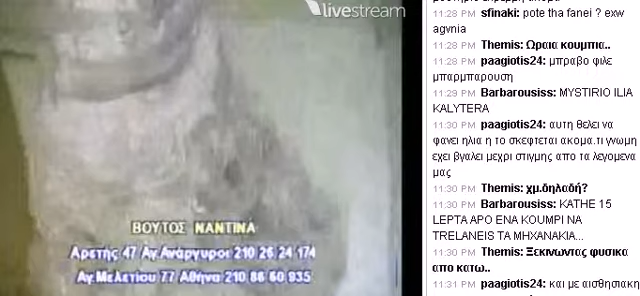 livestream
ΒΟΥΤΟΣ ΝΑΝΤΙΝΑ
Αρετής 47 Αγ.Ανάργυροι 210 26 24 174
Αγ.Μελετίου 77 Αθήνα 210 86 60 935
11:28 PM sfinaki: pote tha fanei ? exw
agvnia
11:28 PM Themis: Ωραια κουμπια..
11:28 PM paagiotis24: μπραβο φιλε
μπαρμπαρουση
11:29 PM Barbarousiss: MYSTIRIO ILIA
KALYTERA
11:30 PM paagiotis24: αυτη θελει να
φανει ηλια η το σκεφτεται ακομα.τι γνωμη
εχει βγαλει μεχρι στιγμης απο τα λεγομενα
μας
11:30 PM Themis: χμ.δηλαδή?
11:30 PM Barbarousiss: KATHE 15
LEPTA APO ENA KOUMPI NA
TRELANEIS TA MHXANAKIA...
11:30 PM Themis: Ξεκινωντας φυσικα
απο κατω..
11:31 PM paagiotis24: και με αισθησιακη